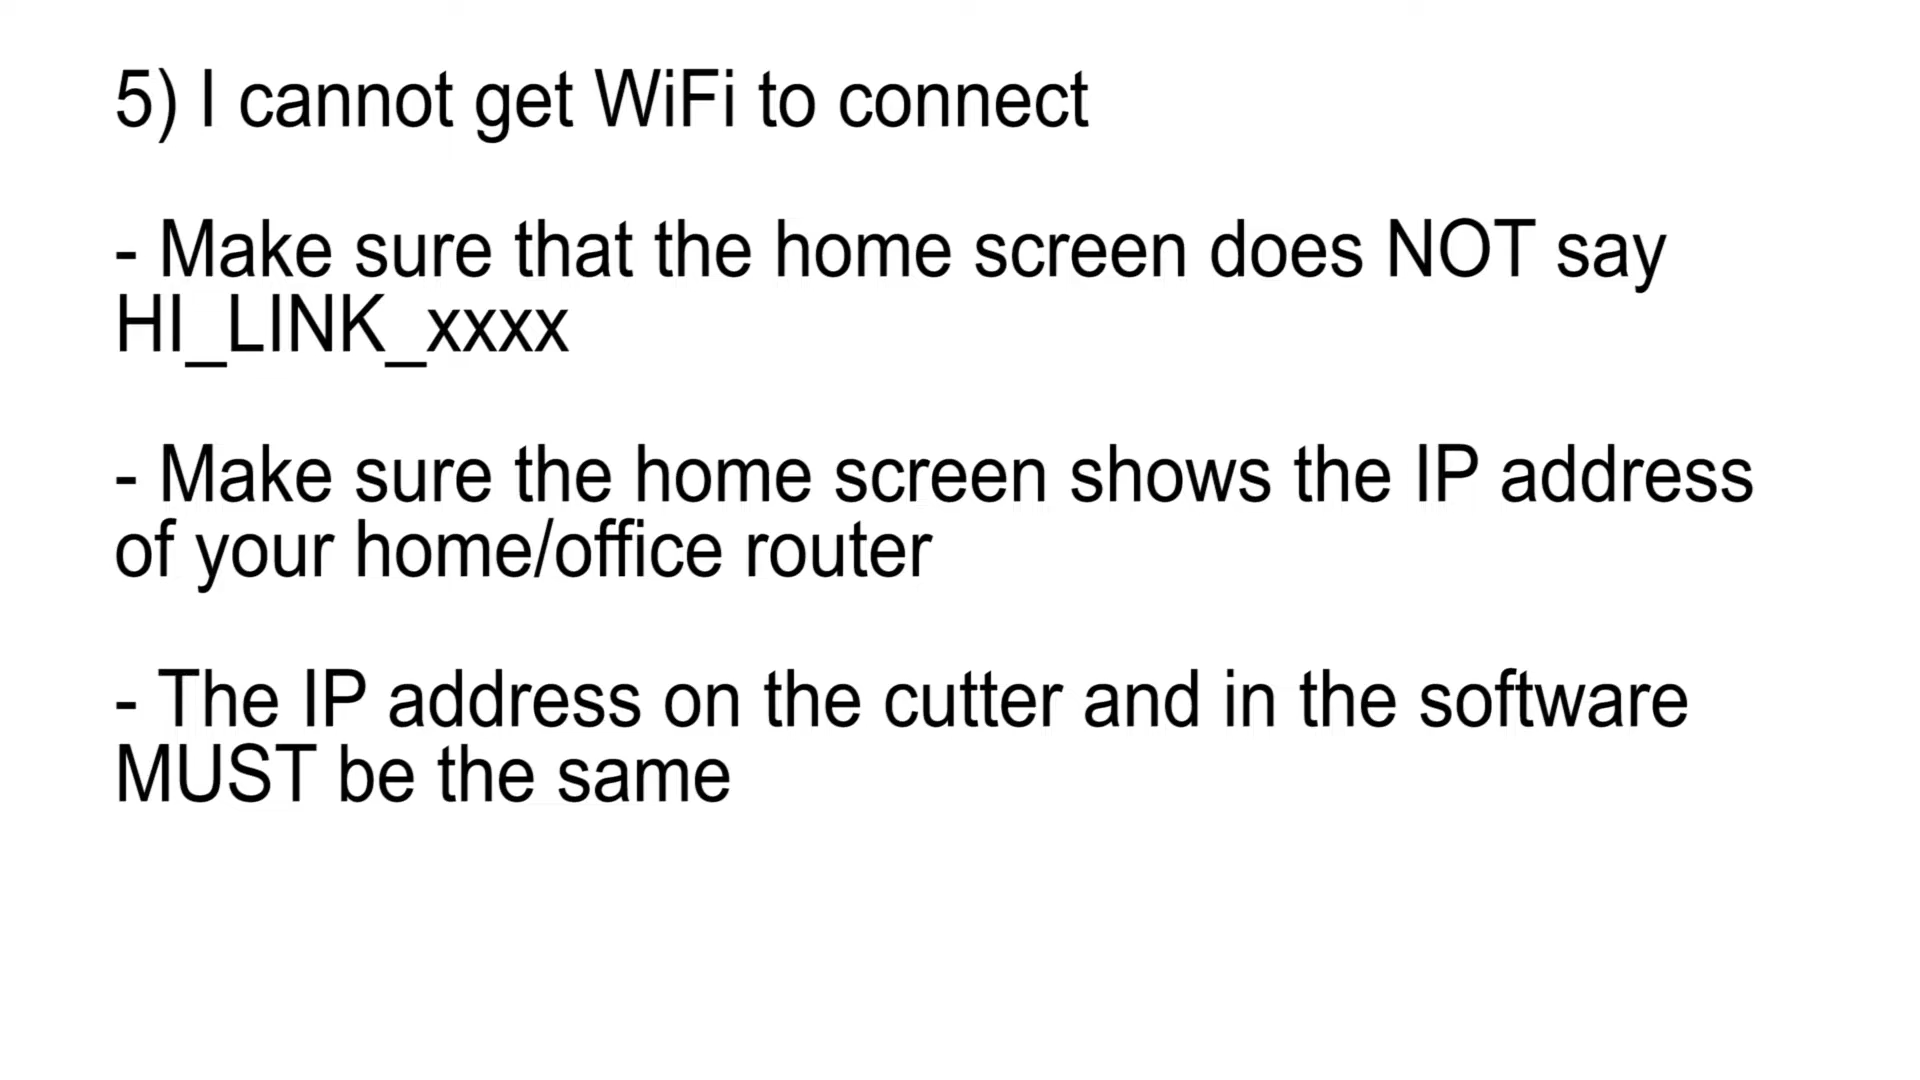 5) I cannot get WiFi to connect
- Make sure that the home screen does NOT say
HI_LINK_xxxx
- Make sure the home screen shows the IP address
of your home/office router
- The IP address on the cutter and in the software
MUST be the same